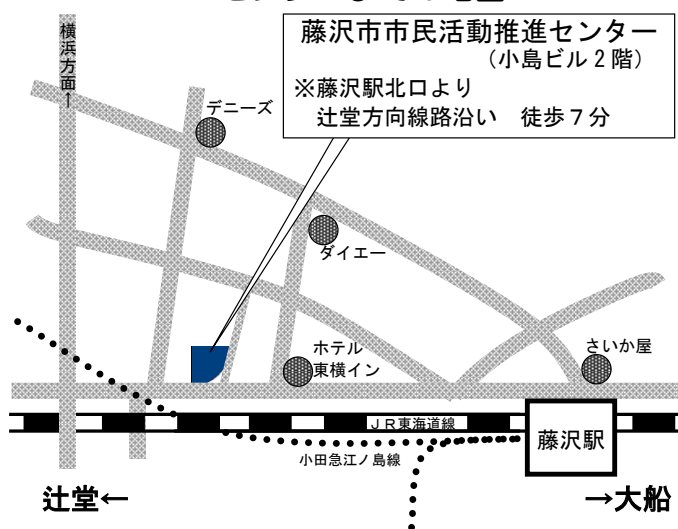 横浜方面→
藤沢市市民活動推進センター
（小島ビル２階）
※藤沢駅北口より
辻堂方向線路沿い　徒歩７分
デニーズ
ダイエー
ホテル
東横イン
さいか屋
ＪＲ東海道線
小田急江ノ島線
藤沢駅
辻堂←
→大船